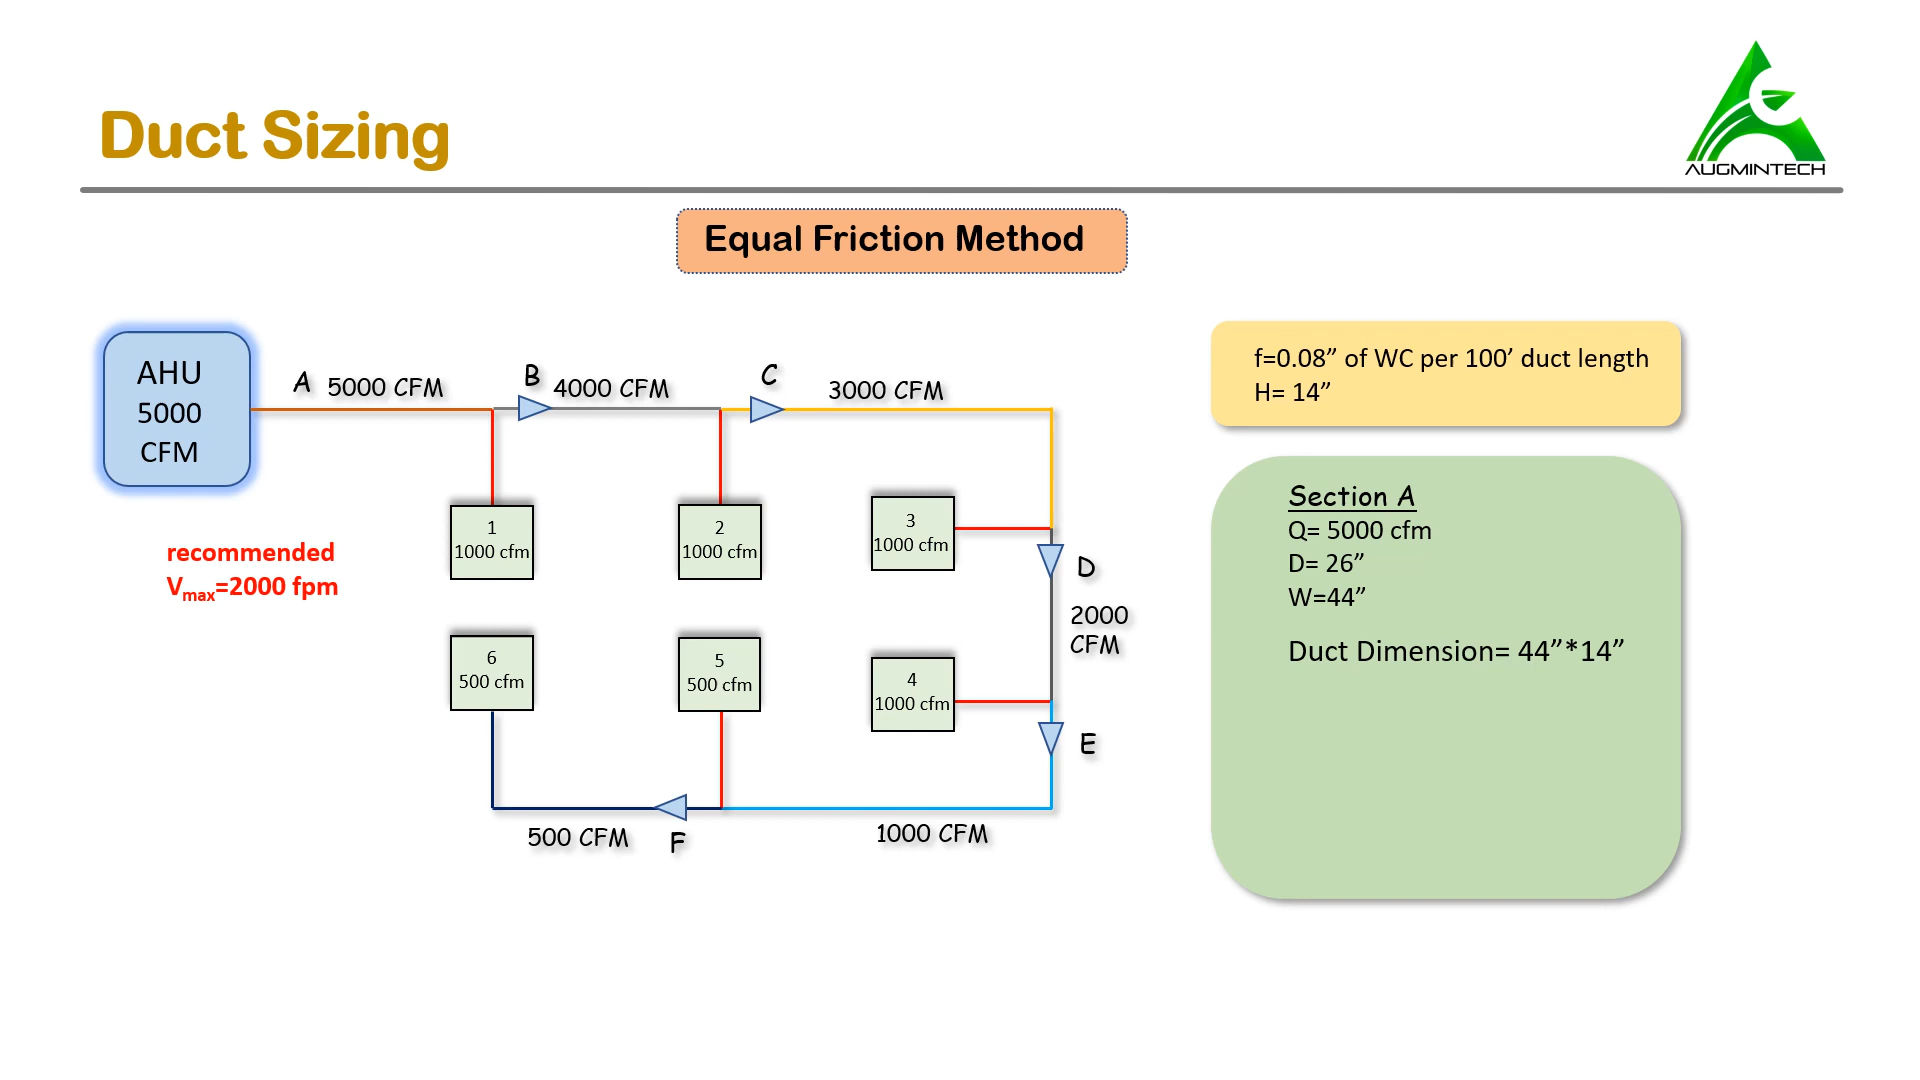 Duct Sizing
AUGMINTECH
Equal Friction Method
AHU
5000
CFM
A
5000 CFM
B
4000 CFM
C
3000 CFM
f=0.08” of WC per 100’ duct length
H= 14”
recommended
Vmax=2000 fpm
1
1000 cfm
2
1000 cfm
3
1000 cfm
D
2000
CFM
6
500 cfm
5
500 cfm
4
1000 cfm
E
500 CFM
F
1000 CFM
Section A
Q= 5000 cfm
D= 26”
W=44”
Duct Dimension= 44”*14”